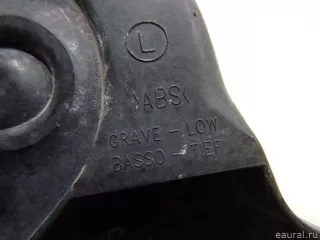 L
>ABS<
GRAVE - LOW
BASSO - TIEF
eaural.ru